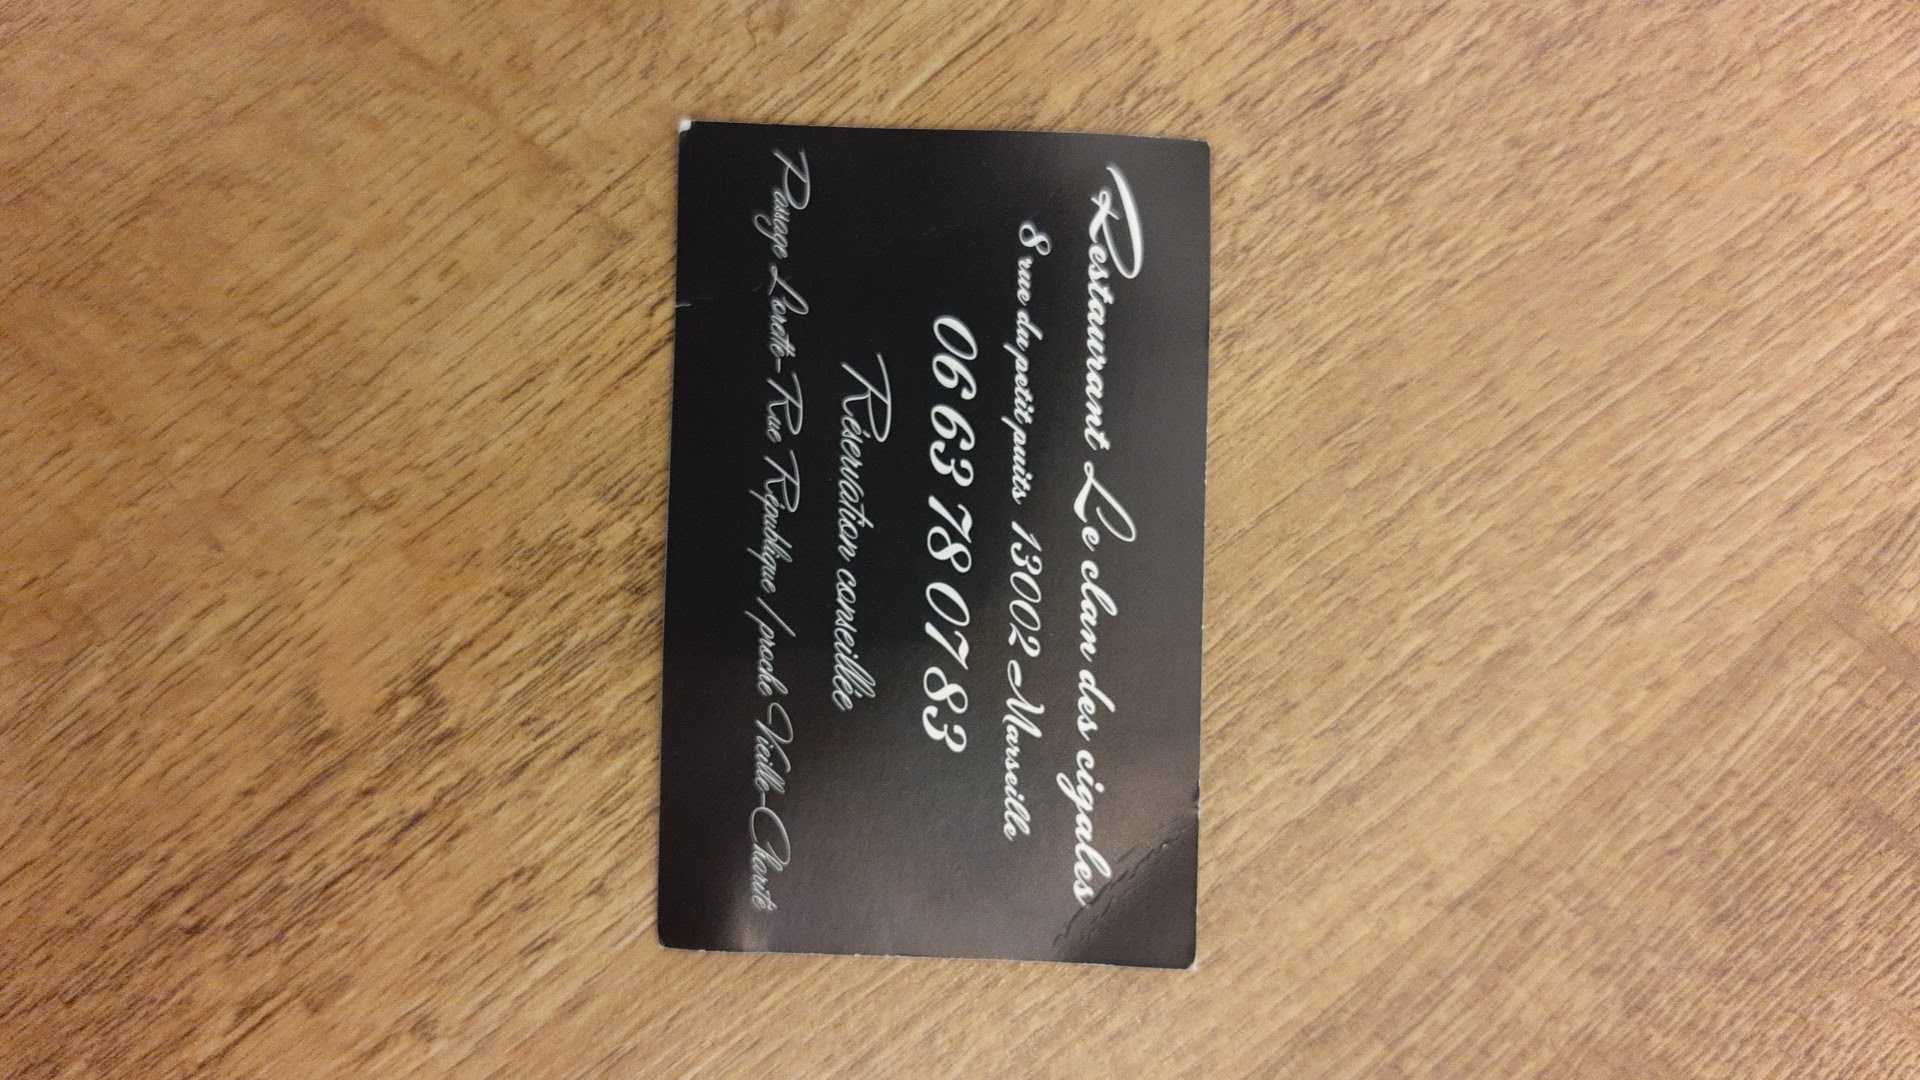 Restaurant Le clan des cigales
8 rue du petit puits 13002 Marseille
06 63 78 07 83
Réservation conseillée
Passage Lorette-Rue République / proche Vieille-Charité